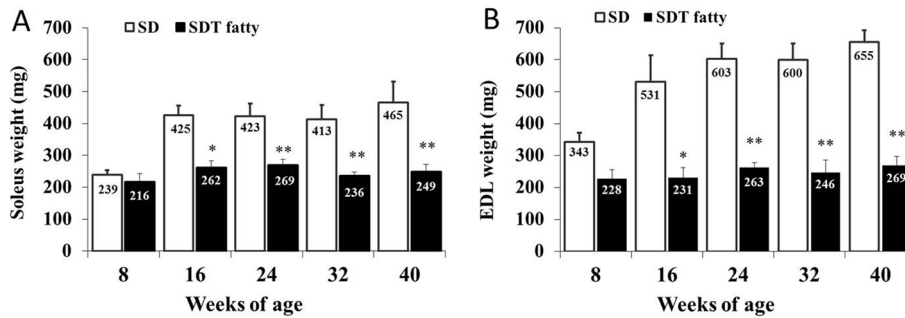 A
SD SDT fatty
Soleus weight (mg)
700
600
500
400
300
200
100
0
239 216
425 * 262
423 ** 269
413 ** 236
465 ** 249
8 16 24 32 40
Weeks of age
B
SD SDT fatty
EDL weight (mg)
700
600
500
400
300
200
100
0
343 228
531 * 231
603 ** 263
600 ** 246
655 ** 269
8 16 24 32 40
Weeks of age